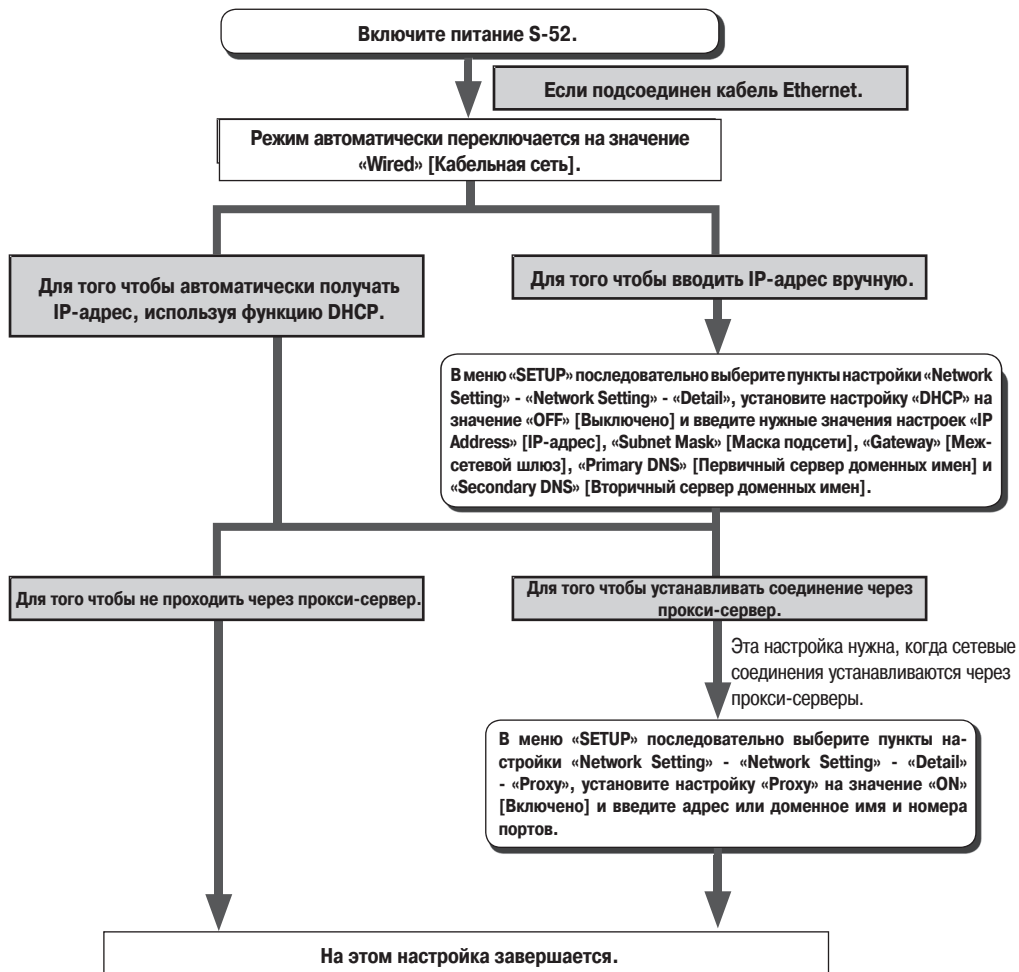 Включите питание S-52.
Если подсоединен кабель Ethernet.
Режим автоматически переключается на значение
«Wired» [Кабельная сеть].
Для того чтобы автоматически получать
IP-адрес, используя функцию DHCP.
Для того чтобы вводить IP-адрес вручную.
В меню «SETUP» последовательно выберите пункты настройки «Network
Setting» - «Network Setting» - «Detail», установите настройку «DHCP» на
значение «OFF» [Выключено] и введите нужные значения настроек «IP
Address» [IP-адрес], «Subnet Mask» [Маска подсети], «Gateway» [Меж-
сетевой шлюз], «Primary DNS» [Первичный сервер доменных имен] и
«Secondary DNS» [Вторичный сервер доменных имен].
Для того чтобы не проходить через прокси-сервер.
Для того чтобы устанавливать соединение через
прокси-сервер.
Эта настройка нужна, когда сетевые
соединения устанавливаются через
прокси-серверы.
В меню «SETUP» последовательно выберите пункты на-
стройки «Network Setting» - «Network Setting» - «Detail»
- «Proxy», установите настройку «Proxy» на значение «ON»
[Включено] и введите адрес или доменное имя и номера
портов.
На этом настройка завершается.